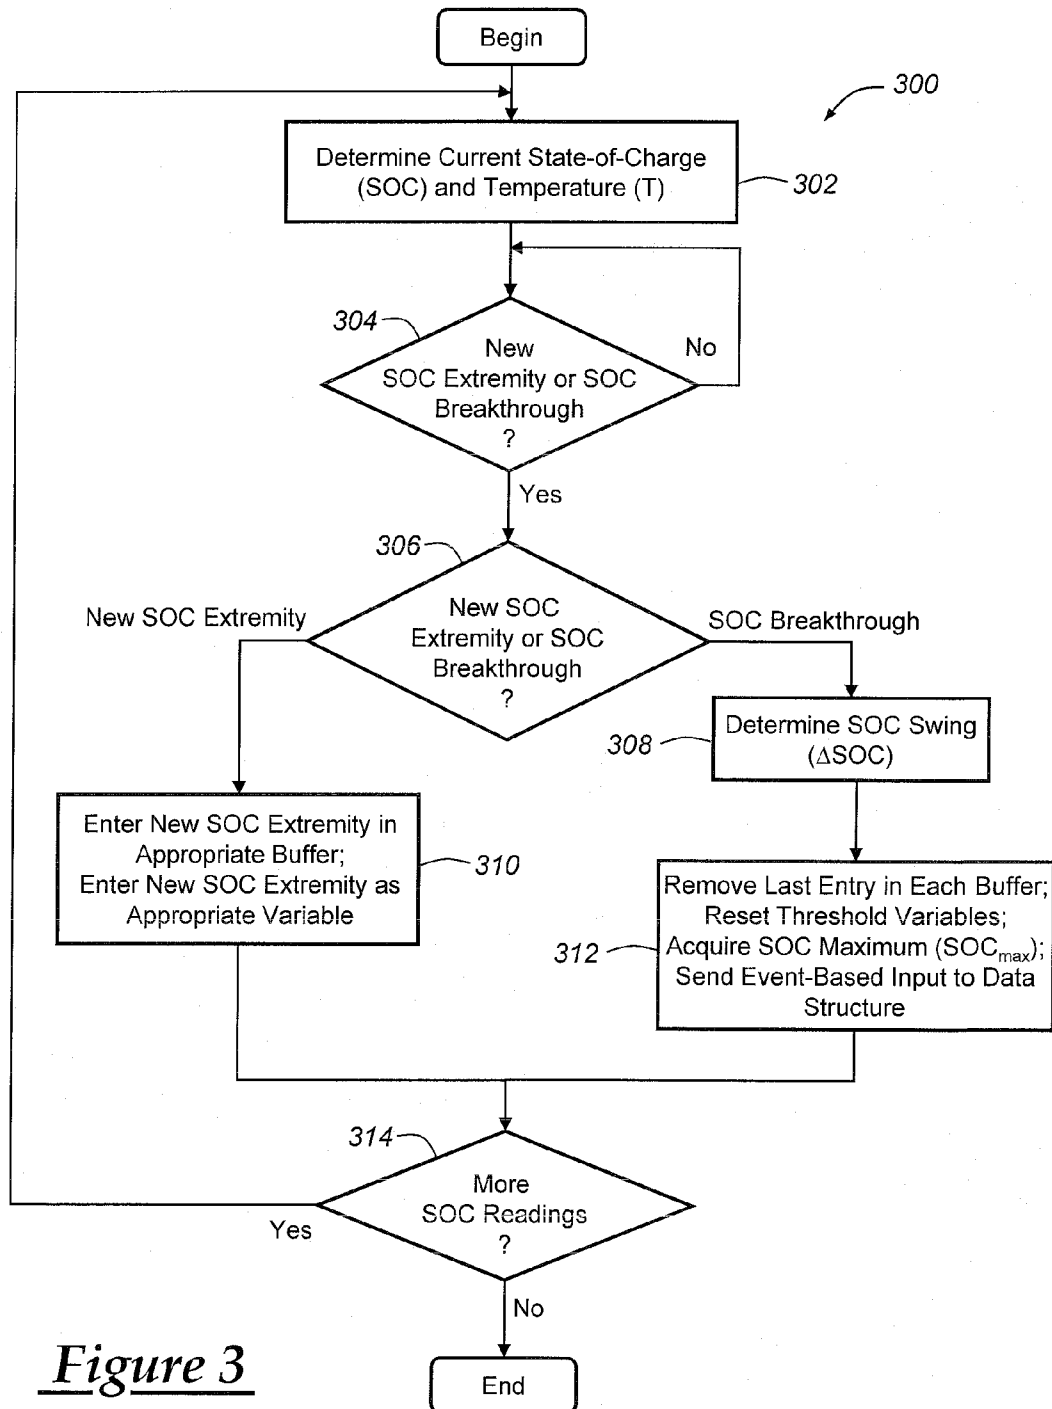 Begin
300
Determine Current State-of-Charge
(SOC) and Temperature (T)
302
304
New
SOC Extremity or SOC
Breakthrough
?
No
Yes
306
New SOC Extremity
New SOC
Extremity or SOC
Breakthrough
?
SOC Breakthrough
308
Determine SOC Swing
(ΔSOC)
Enter New SOC Extremity in
Appropriate Buffer;
Enter New SOC Extremity as
Appropriate Variable
310
312
Remove Last Entry in Each Buffer;
Reset Threshold Variables;
Acquire SOC Maximum (SOCmax);
Send Event-Based Input to Data
Structure
314
More
SOC Readings
?
Yes
No
End
Figure 3